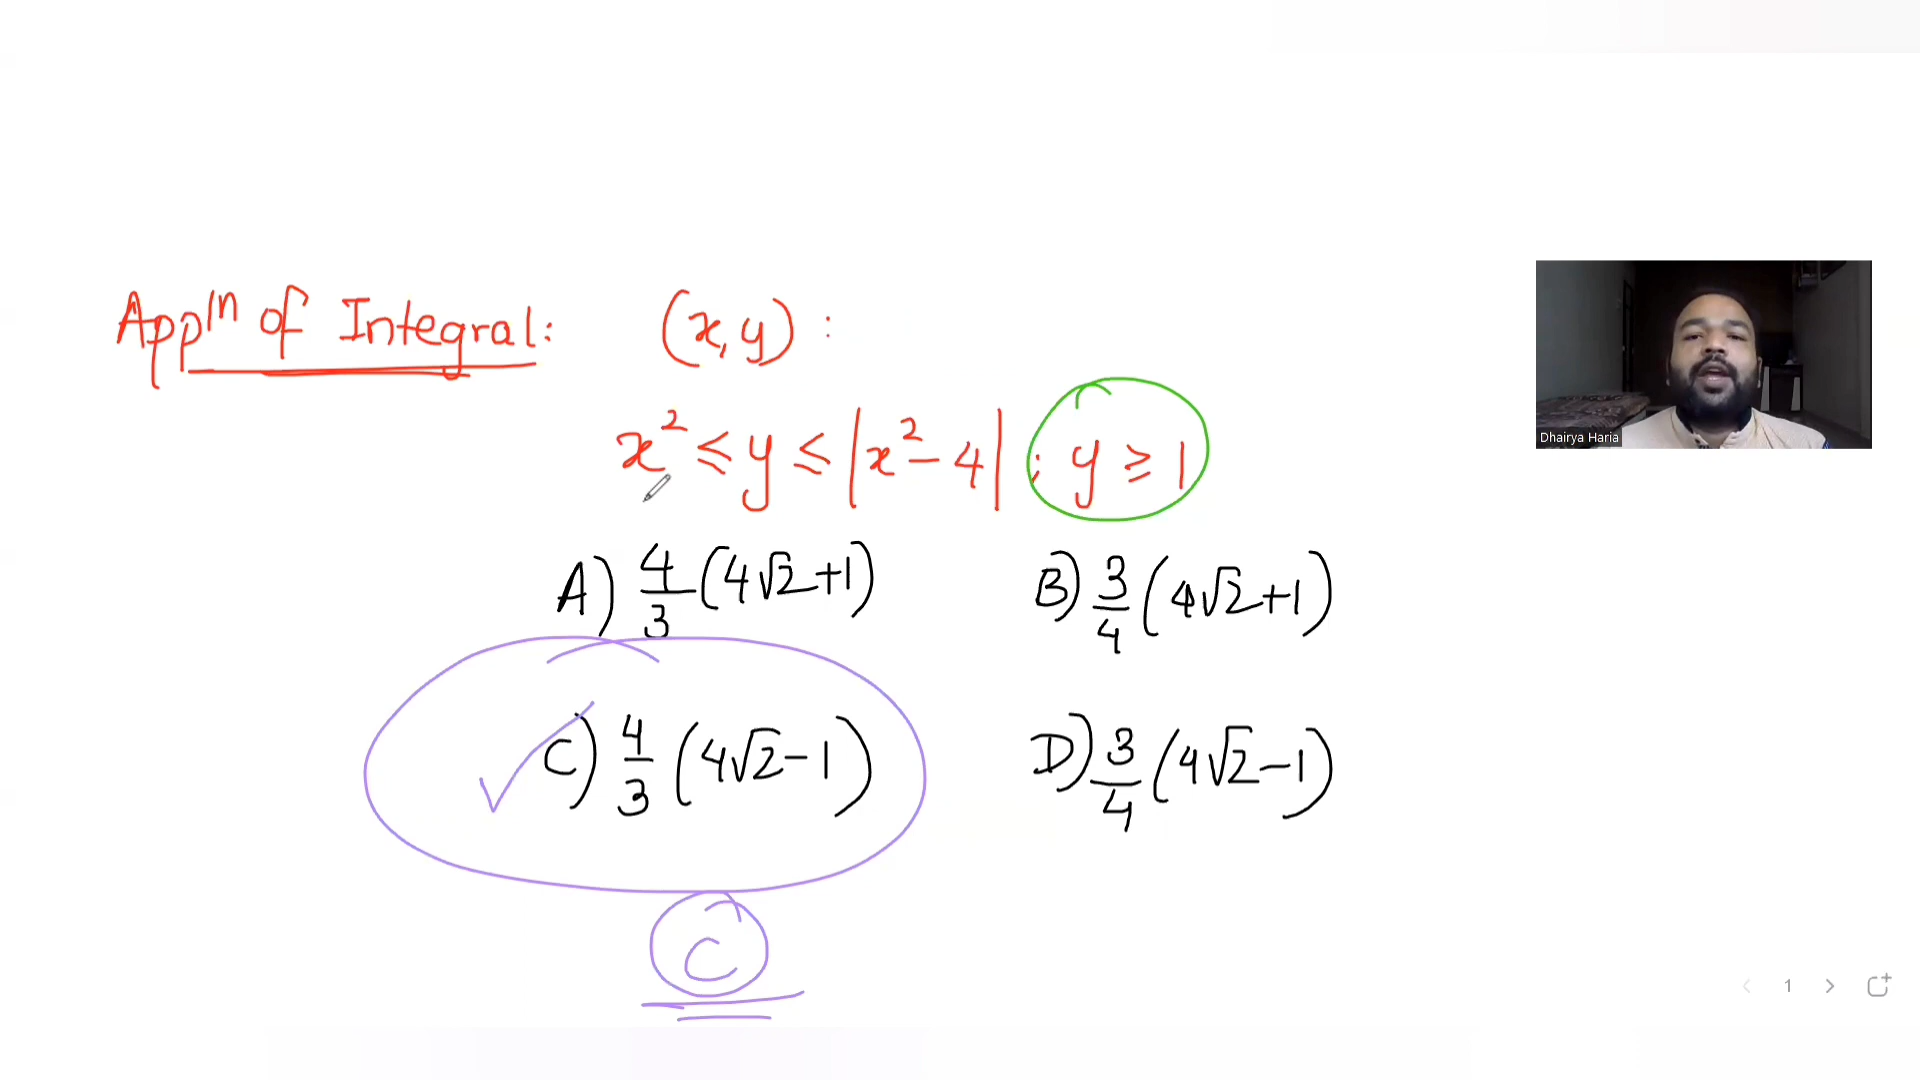 Appln of Integral: (x, y) :
x² ≤ y ≤ |x² - 4| ; y ≥ 1
A) 4/3 (4√2+1) B) 3/4 (4√2+1)
C) 4/3 (4√2-1) D) 3/4 (4√2-1)
C
Dhairya Haria
1